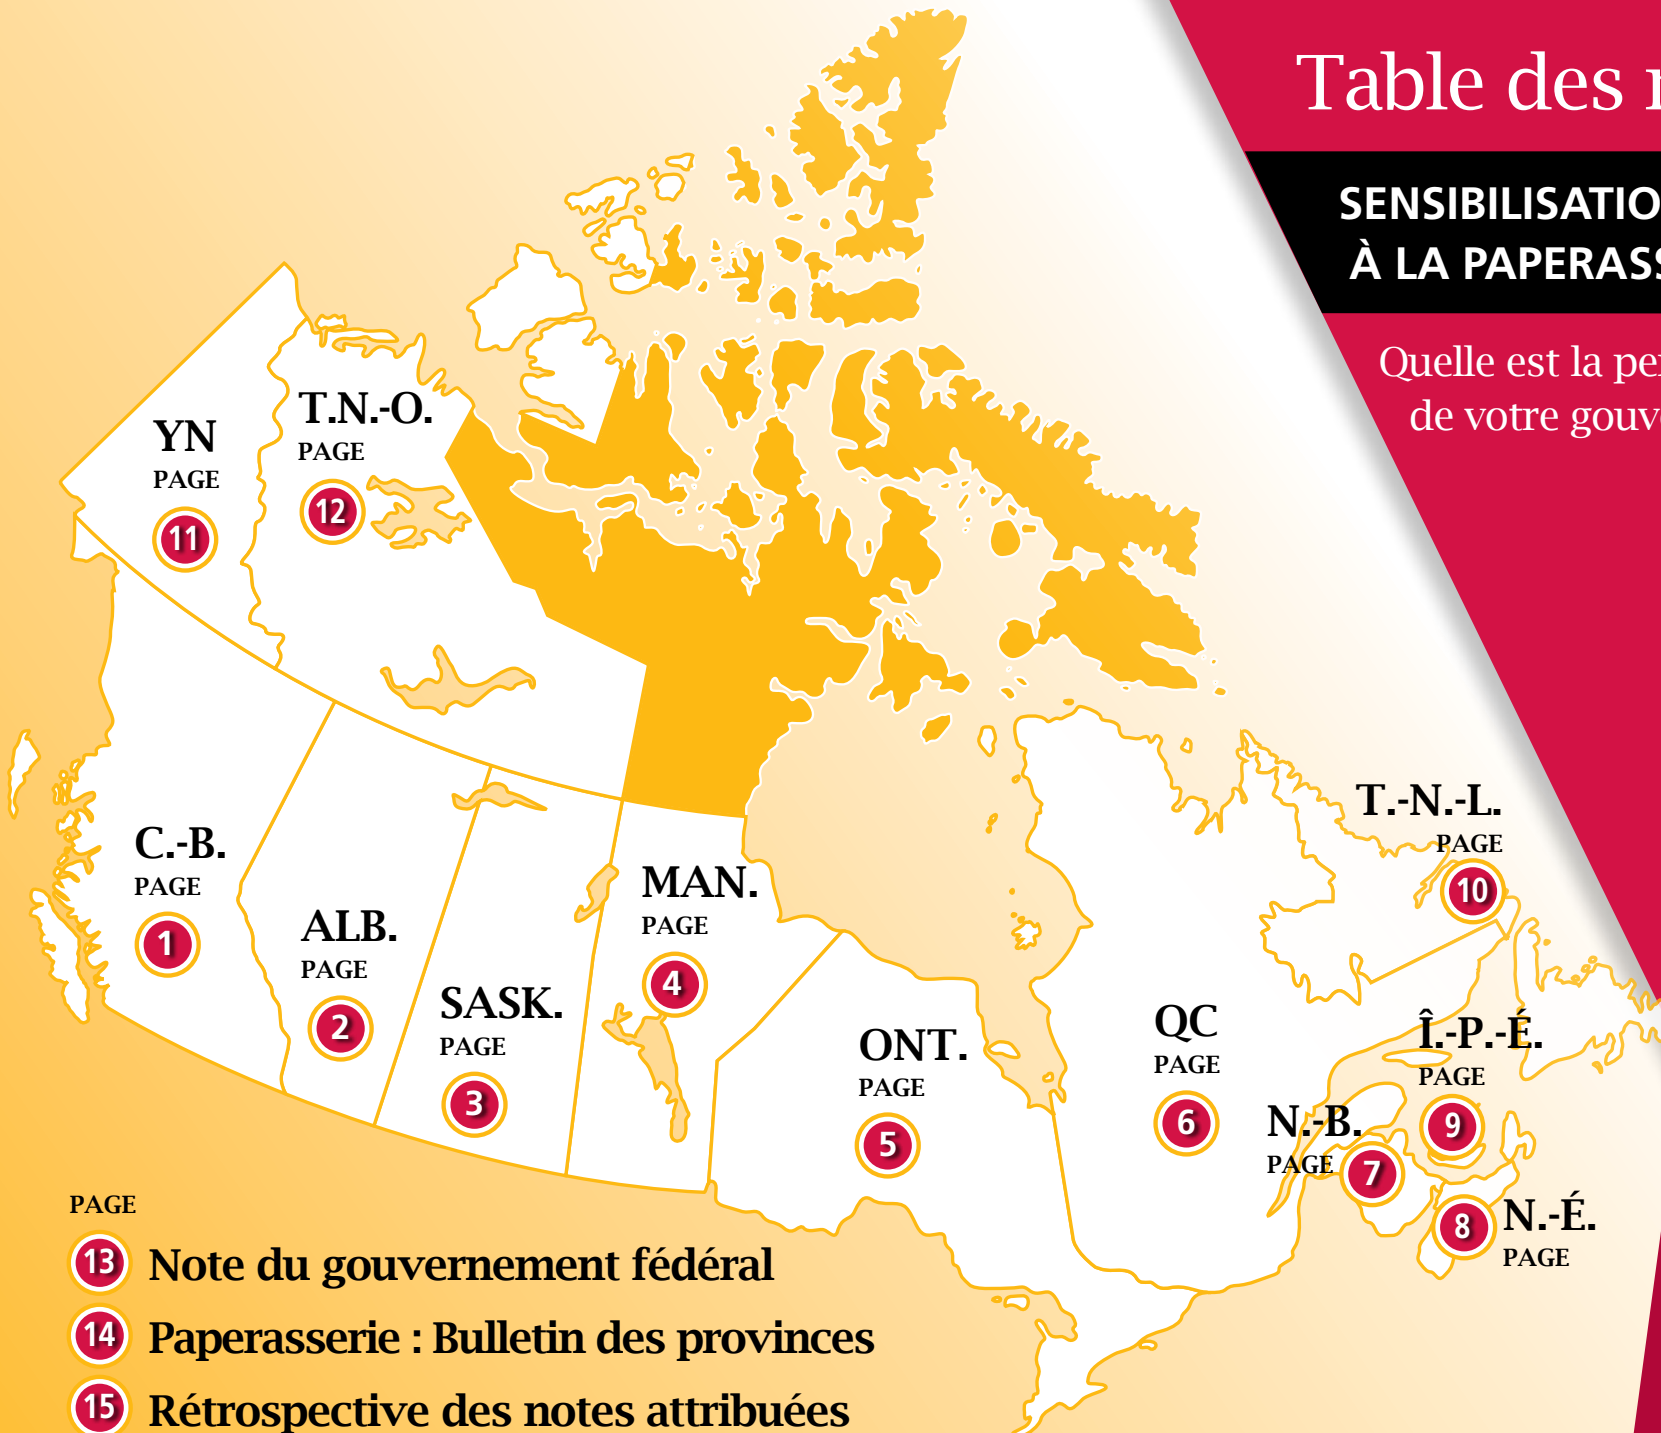 Table des
SENSIBILISATIO
À LA PAPERASS
Quelle est la
de votre
YN
PAGE
11
T.N.-O.
PAGE
12
C.-B.
PAGE
1
ALB.
PAGE
2
SASK.
PAGE
3
MAN.
PAGE
4
ONT.
PAGE
5
QC
PAGE
6
N.-B.
PAGE
7
N.-É.
PAGE
8
Î.-P.-É.
PAGE
9
T.-N.-L.
PAGE
10
PAGE
13 Note du gouvernement fédéral
14 Paperasserie : Bulletin des provinces
15 Rétrospective des notes attribuées